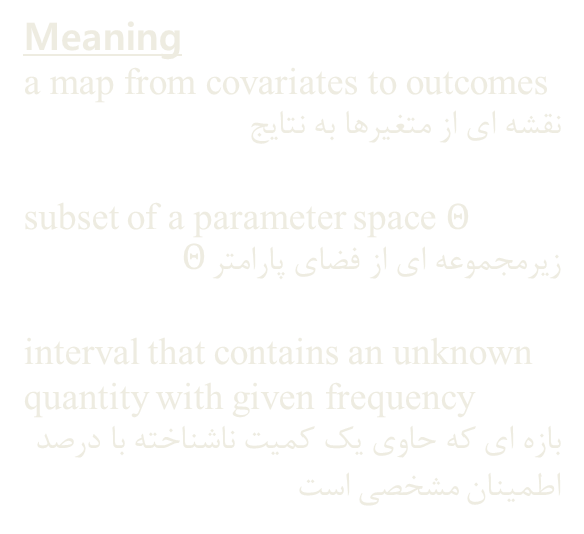 Meaning
a map from covariates to outcomes
نقشه ای از متغیرها به نتایج
subset of a parameter space Θ
زیرمجموعه ای از فضای پارامتر Θ
interval that contains an unknown
quantity with given frequency
بازه ای که حاوی یک کمیت ناشناخته با درصد
اطمینان مشخصی است